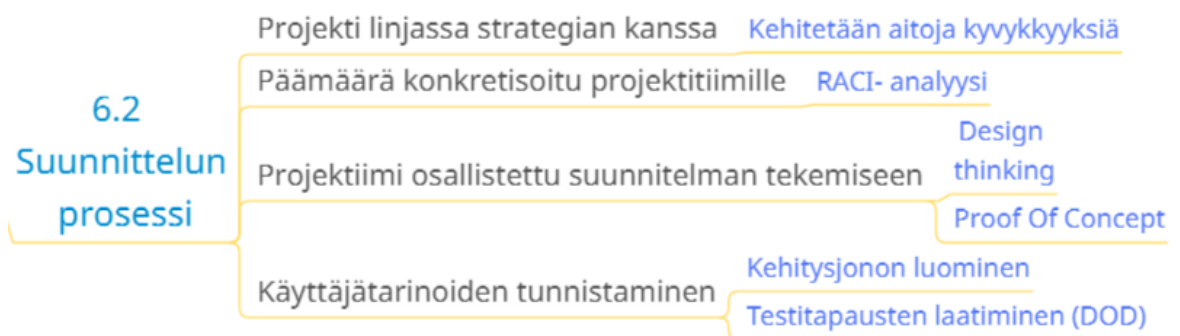 6.2
Suunnittelun
prosessi
Projekti linjassa strategian kanssa
Kehitetään aitoja kyvykkyyksiä
Päämäärä konkretisoitu projektitiimille
RACI- analyysi
Projektiimi osallistettu suunnitelman tekemiseen
Design
thinking
Proof Of Concept
Käyttäjätarinoiden tunnistaminen
Kehitysjonon luominen
Testitapausten laatiminen (DOD)